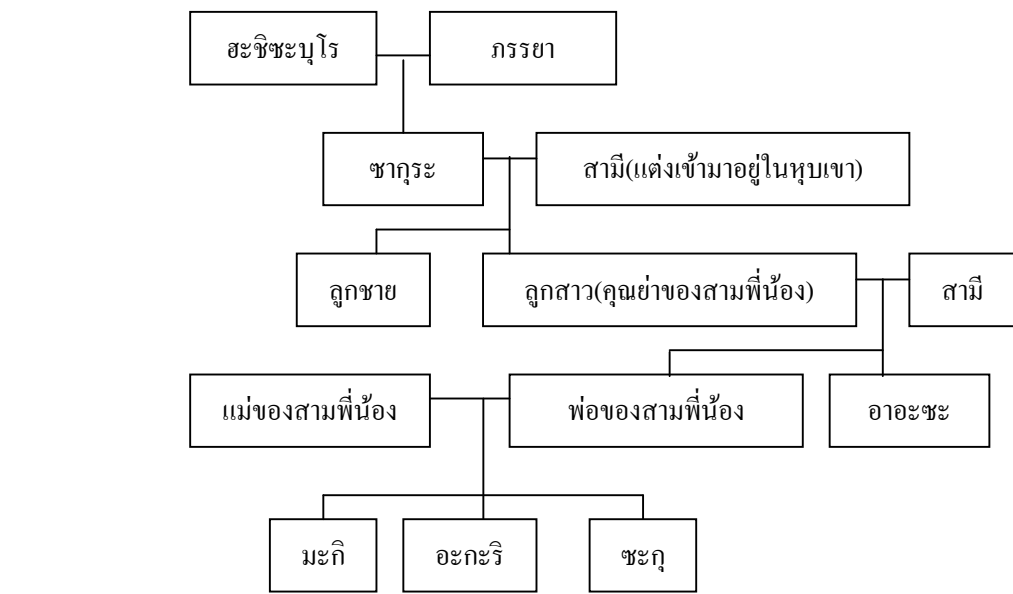 ฮะชิซะบุโร
ภรรยา
ซากุระ
สามี(แต่งเข้ามาอยู่ในหุบเขา)
ลูกชาย
ลูกสาว(คุณย่าของสามพี่น้อง)
สามี
แม่ของสามพี่น้อง
พ่อของสามพี่น้อง
อาอะซะ
มะกิ
อะกะริ
ซะกุ